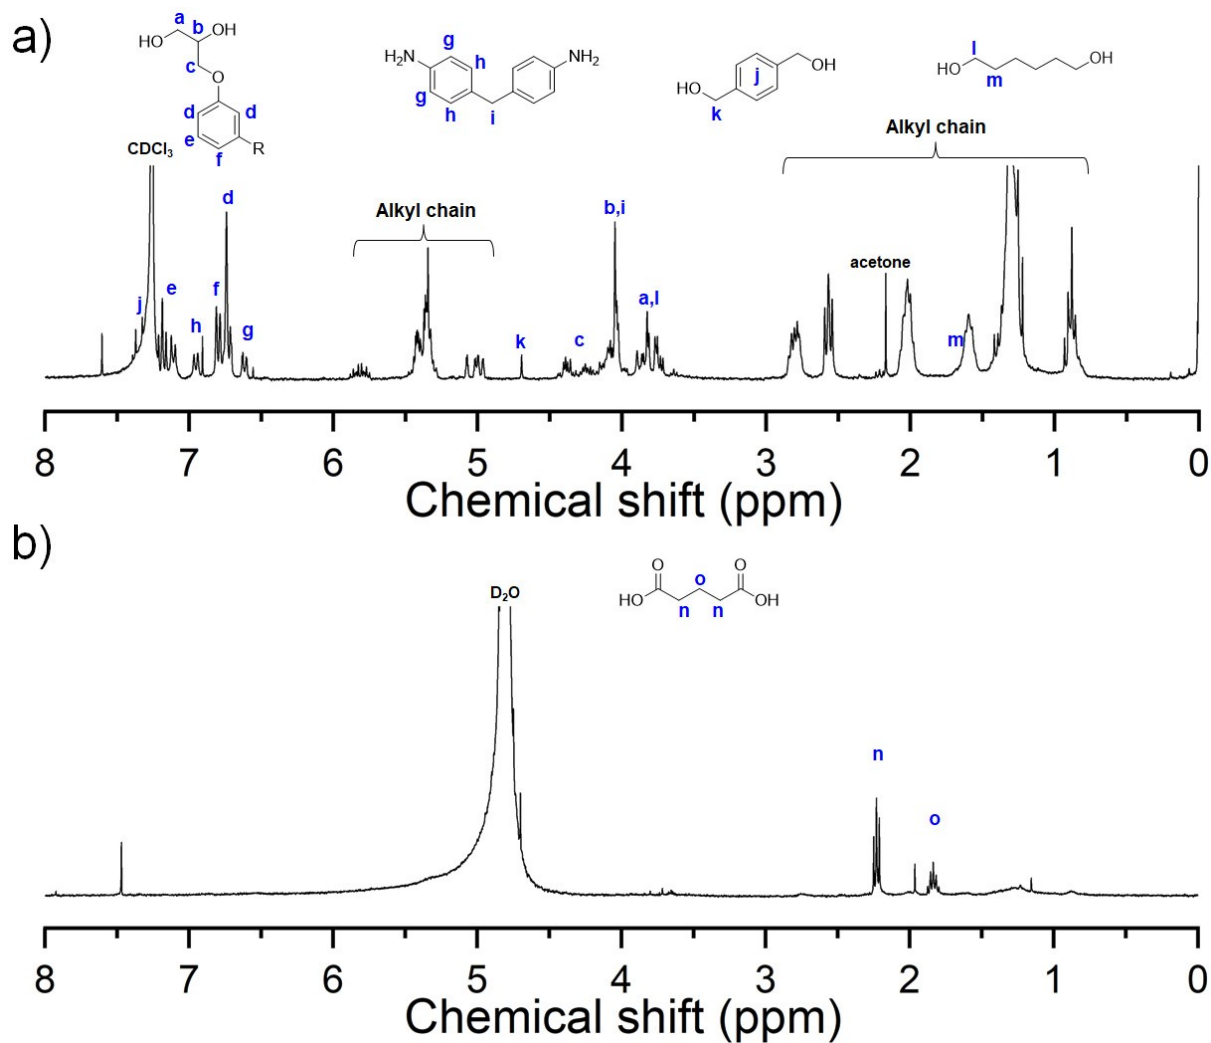 a)
a
b
OH
HO
c
O
d
d
e
f
R
H₂N
g
h
g
h
i
NH₂
HO
j
OH
k
l
HO
m
OH
CDCl₃
Alkyl chain
Alkyl chain
acetone
j
e
h
f
d
g
k
c
b,i
a,l
m
8 7 6 5 4 3 2 1 0
Chemical shift (ppm)
b)
D₂O
O
o
O
HO
n
n
OH
n
o
8 7 6 5 4 3 2 1 0
Chemical shift (ppm)